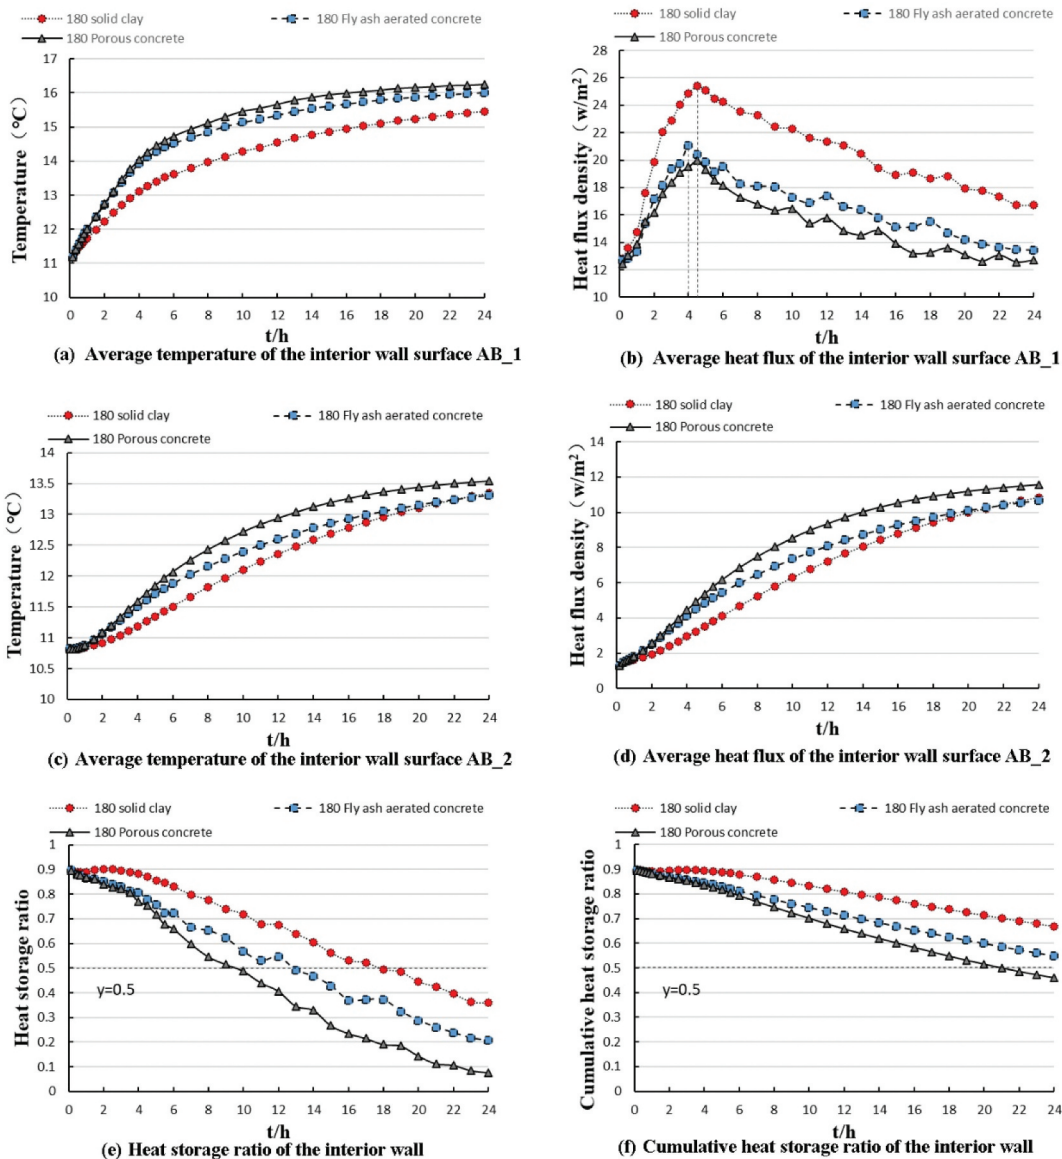 180 solid clay
180 Fly ash aerated concrete
180 Porous concrete
Temperature（°C）
17
16
15
14
13
12
11
10
0 2 4 6 8 10 12 14 16 18 20 22 24
t/h
(a) Average temperature of the interior wall surface AB_1
180 solid clay
180 Fly ash aerated concrete
180 Porous concrete
Heat flux density（w/m²）
28
26
24
22
20
18
16
14
12
10
0 2 4 6 8 10 12 14 16 18 20 22 24
t/h
(b) Average heat flux of the interior wall surface AB_1
180 solid clay
180 Fly ash aerated concrete
180 Porous concrete
Temperature（°C）
14
13.5
13
12.5
12
11.5
11
10.5
10
0 2 4 6 8 10 12 14 16 18 20 22 24
t/h
(c) Average temperature of the interior wall surface AB_2
180 solid clay
180 Fly ash aerated concrete
180 Porous concrete
Heat flux density（w/m²）
14
12
10
8
6
4
2
0
0 2 4 6 8 10 12 14 16 18 20 22 24
t/h
(d) Average heat flux of the interior wall surface AB_2
180 solid clay
180 Fly ash aerated concrete
180 Porous concrete
Heat storage ratio
1
0.9
0.8
0.7
0.6
0.5
0.4
0.3
0.2
0.1
0
y=0.5
0 2 4 6 8 10 12 14 16 18 20 22 24
t/h
(e) Heat storage ratio of the interior wall
180 solid clay
180 Fly ash aerated concrete
180 Porous concrete
Cumulative heat storage ratio
1
0.9
0.8
0.7
0.6
0.5
0.4
0.3
0.2
0.1
0
y=0.5
0 2 4 6 8 10 12 14 16 18 20 22 24
t/h
(f) Cumulative heat storage ratio of the interior wall